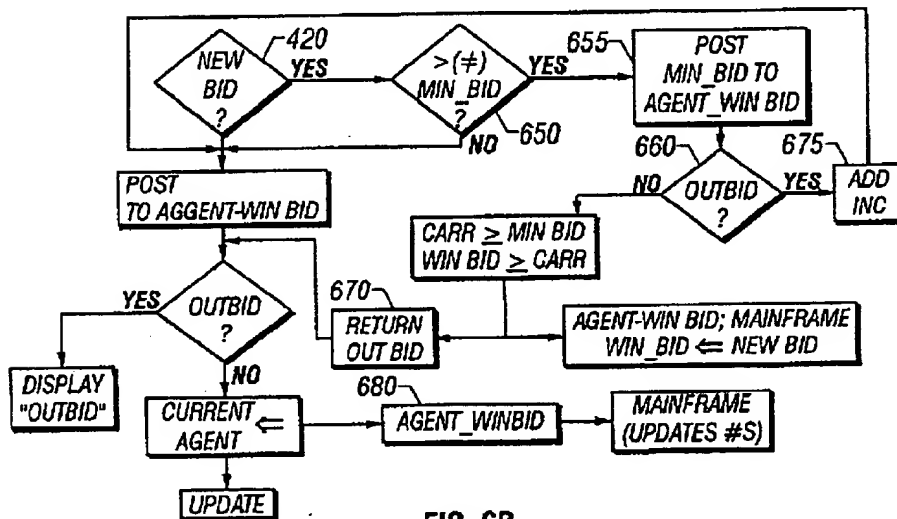 420
NEW
BID
?
YES
>(≠)
MIN_BID
?
650
YES
NO
655
POST
MIN_BID TO
AGENT_WIN BID
660
OUTBID
?
NO
YES
675
ADD
INC
POST
TO AGGENT-WIN BID
CARR ≥ MIN BID
WIN BID ≥ CARR
OUTBID
?
YES
NO
670
RETURN
OUT BID
AGENT-WIN BID; MAINFRAME
WIN_BID ⇐ NEW BID
DISPLAY
"OUTBID"
CURRENT
AGENT ⇐
680
AGENT_WINBID
MAINFRAME
(UPDATES #S)
UPDATE